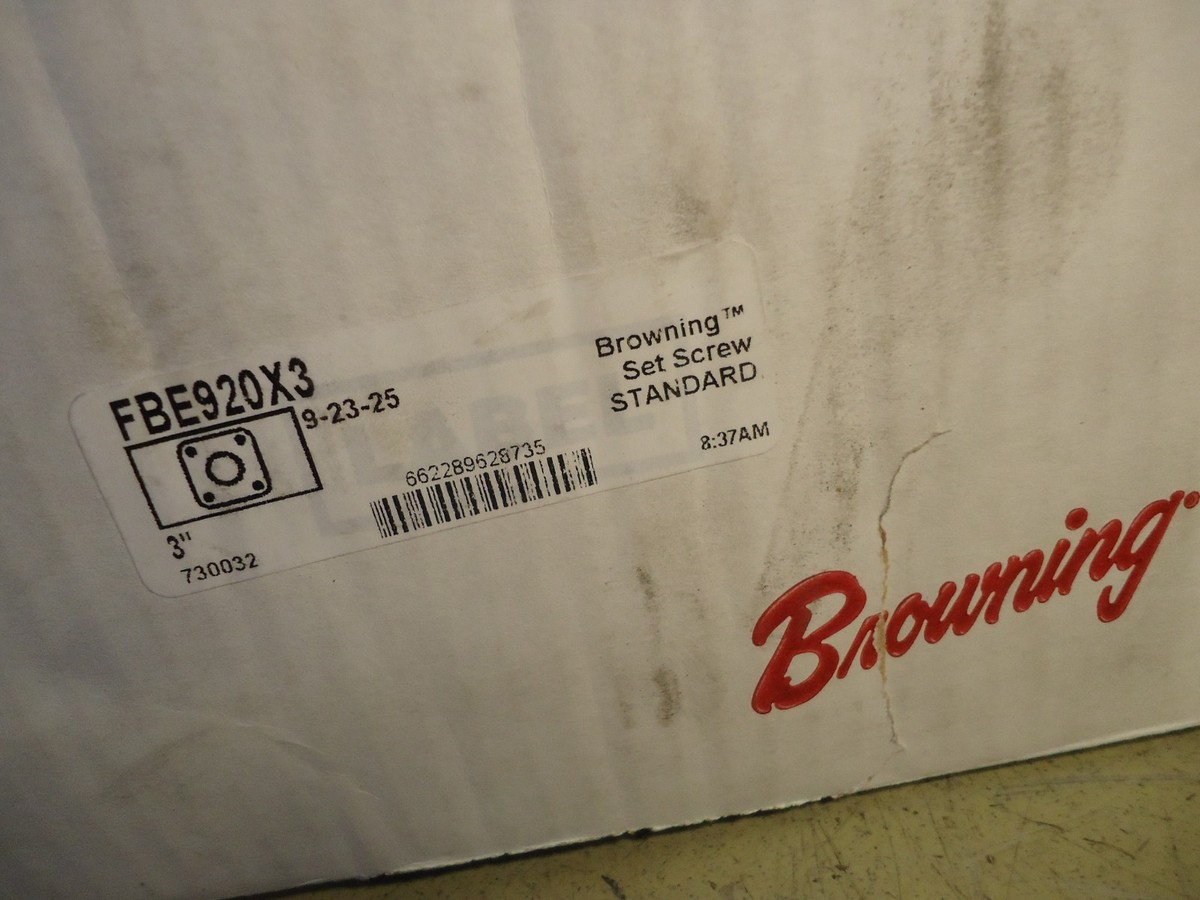 FBE920X3
9-23-25
Browning™
Set Screw
STANDARD
8:37AM
662289628735
3"
730032
Browning